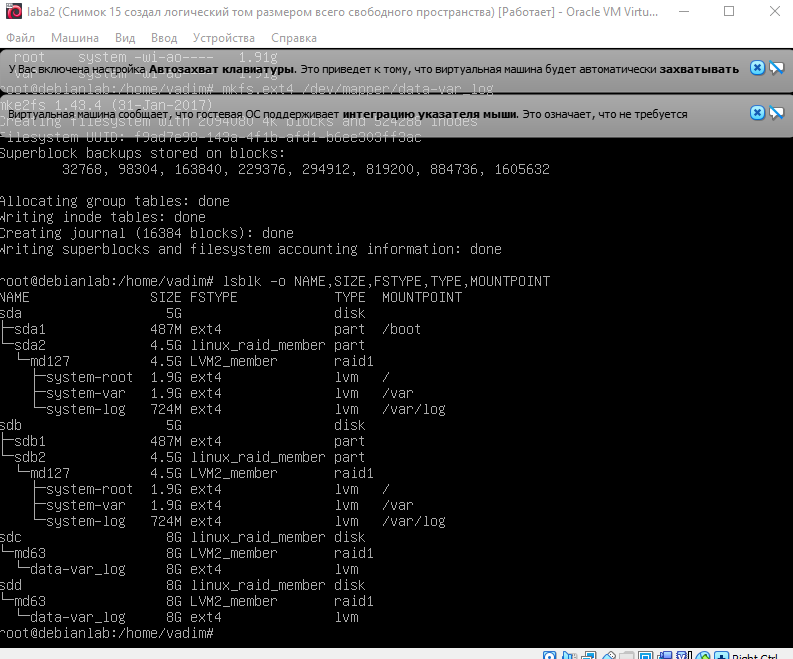 laba2 (Снимок 15 создал логический том размером всего свободного пространства) [Работает] - Oracle VM Virtu...
Файл Машина Вид Ввод Устройства Справка
root system -wi-ao---- 1.91g
У Вас включена настройка Автозахват клавиатуры. Это приведет к тому, что виртуальная машина будет автоматически захватывать
var system -wi-ao---- 1.91g
root@debianlab:/home/vadim# mkfs.ext4 /dev/mapper/data-var_log
mke2fs 1.43.4 (31-Jan-2017)
Виртуальная машина сообщает, что гостевая ОС поддерживает интеграцию указателя мыши. Это означает, что не требуется
Creating filesystem with 2094080 4k blocks and 524288 inodes
Filesystem UUID: f9ad7e98-143a-4f1b-afd1-b6ee303ff3ac
Superblock backups stored on blocks:
32768, 98304, 163840, 229376, 294912, 819200, 884736, 1605632
Allocating group tables: done
Writing inode tables: done
Creating journal (16384 blocks): done
Writing superblocks and filesystem accounting information: done
root@debianlab:/home/vadim# lsblk -o NAME,SIZE,FSTYPE,TYPE,MOUNTPOINT
NAME SIZE FSTYPE TYPE MOUNTPOINT
sda 5G disk
├─sda1 487M ext4 part /boot
└─sda2 4.5G linux_raid_member part
└─md127 4.5G LVM2_member raid1
├─system-root 1.9G ext4 lvm /
├─system-var 1.9G ext4 lvm /var
└─system-log 724M ext4 lvm /var/log
sdb 5G disk
├─sdb1 487M ext4 part
└─sdb2 4.5G linux_raid_member part
└─md127 4.5G LVM2_member raid1
├─system-root 1.9G ext4 lvm /
├─system-var 1.9G ext4 lvm /var
└─system-log 724M ext4 lvm /var/log
sdc 8G linux_raid_member disk
└─md63 8G LVM2_member raid1
└─data-var_log 8G ext4 lvm
sdd 8G linux_raid_member disk
└─md63 8G LVM2_member raid1
└─data-var_log 8G ext4 lvm
root@debianlab:/home/vadim#
Right Ctrl